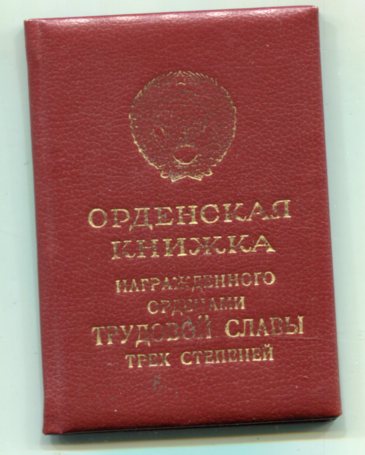 ОРДЕНСКАЯ
КНИЖКА
НАГРАЖДЕННОГО
ОРДЕНАМИ
ТРУДОВОЙ СЛАВЫ
ТРЕХ СТЕПЕНЕЙ